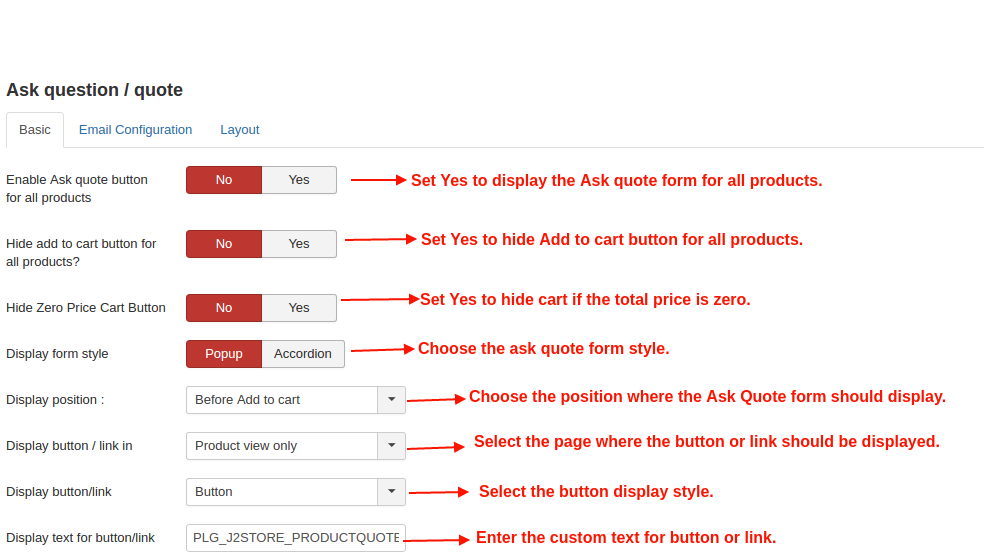 Ask question / quote
Basic Email Configuration Layout
Enable Ask quote button No Yes Set Yes to display the Ask quote form for all products.
for all products
Hide add to cart button for No Yes Set Yes to hide Add to cart button for all products.
all products?
Hide Zero Price Cart Button No Yes Set Yes to hide cart if the total price is zero.
Display form style Popup Accordion Choose the ask quote form style.
Display position : Before Add to cart Choose the position where the Ask Quote form should display.
Display button / link in Product view only Select the page where the button or link should be displayed.
Display button/link Button Select the button display style.
Display text for button/link PLG_J2STORE_PRODUCTQUOTE Enter the custom text for button or link.